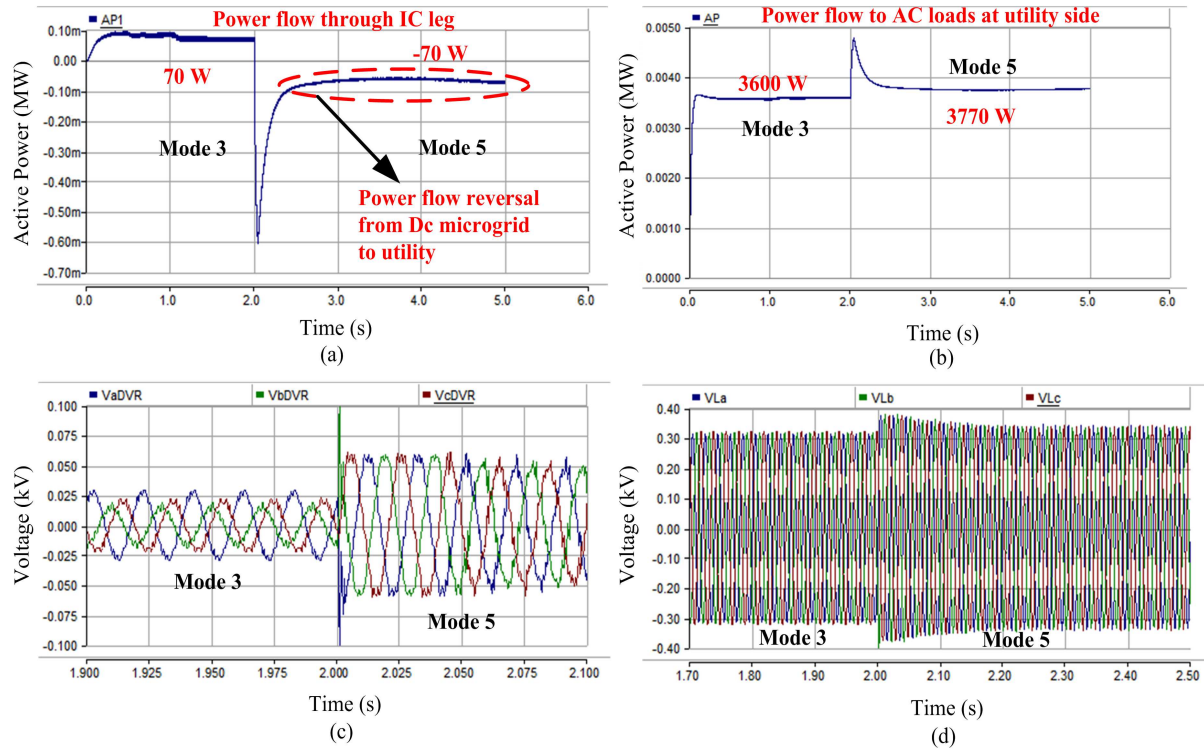 AP1
Power flow through IC leg
0.10m
0.00
-0.10m
-0.20m
-0.30m
-0.40m
-0.50m
-0.60m
-0.70m
Active Power (MW)
70 W
-70 W
Mode 3
Mode 5
Power flow reversal
from Dc microgrid
to utility
0.0
1.0
2.0
3.0
4.0
5.0
6.0
Time (s)
(a)
Power flow to AC loads at utility side
AP
0.0050
0.0040
0.0030
0.0020
0.0010
0.0000
Active Power (MW)
3600 W
Mode 3
Mode 5
3770 W
0.0
1.0
2.0
3.0
4.0
5.0
6.0
Time (s)
(b)
VaDVR
VbDVR
VcDVR
0.100
0.075
0.050
0.025
0.000
-0.025
-0.050
-0.075
-0.100
Voltage (kV)
Mode 3
Mode 5
1.900
1.925
1.950
1.975
2.000
2.025
2.050
2.075
2.100
Time (s)
(c)
VLa
VLb
VLc
0.40
0.30
0.20
0.10
0.00
-0.10
-0.20
-0.30
-0.40
Voltage (kV)
Mode 3
Mode 5
1.70
1.80
1.90
2.00
2.10
2.20
2.30
2.40
2.50
Time (s)
(d)